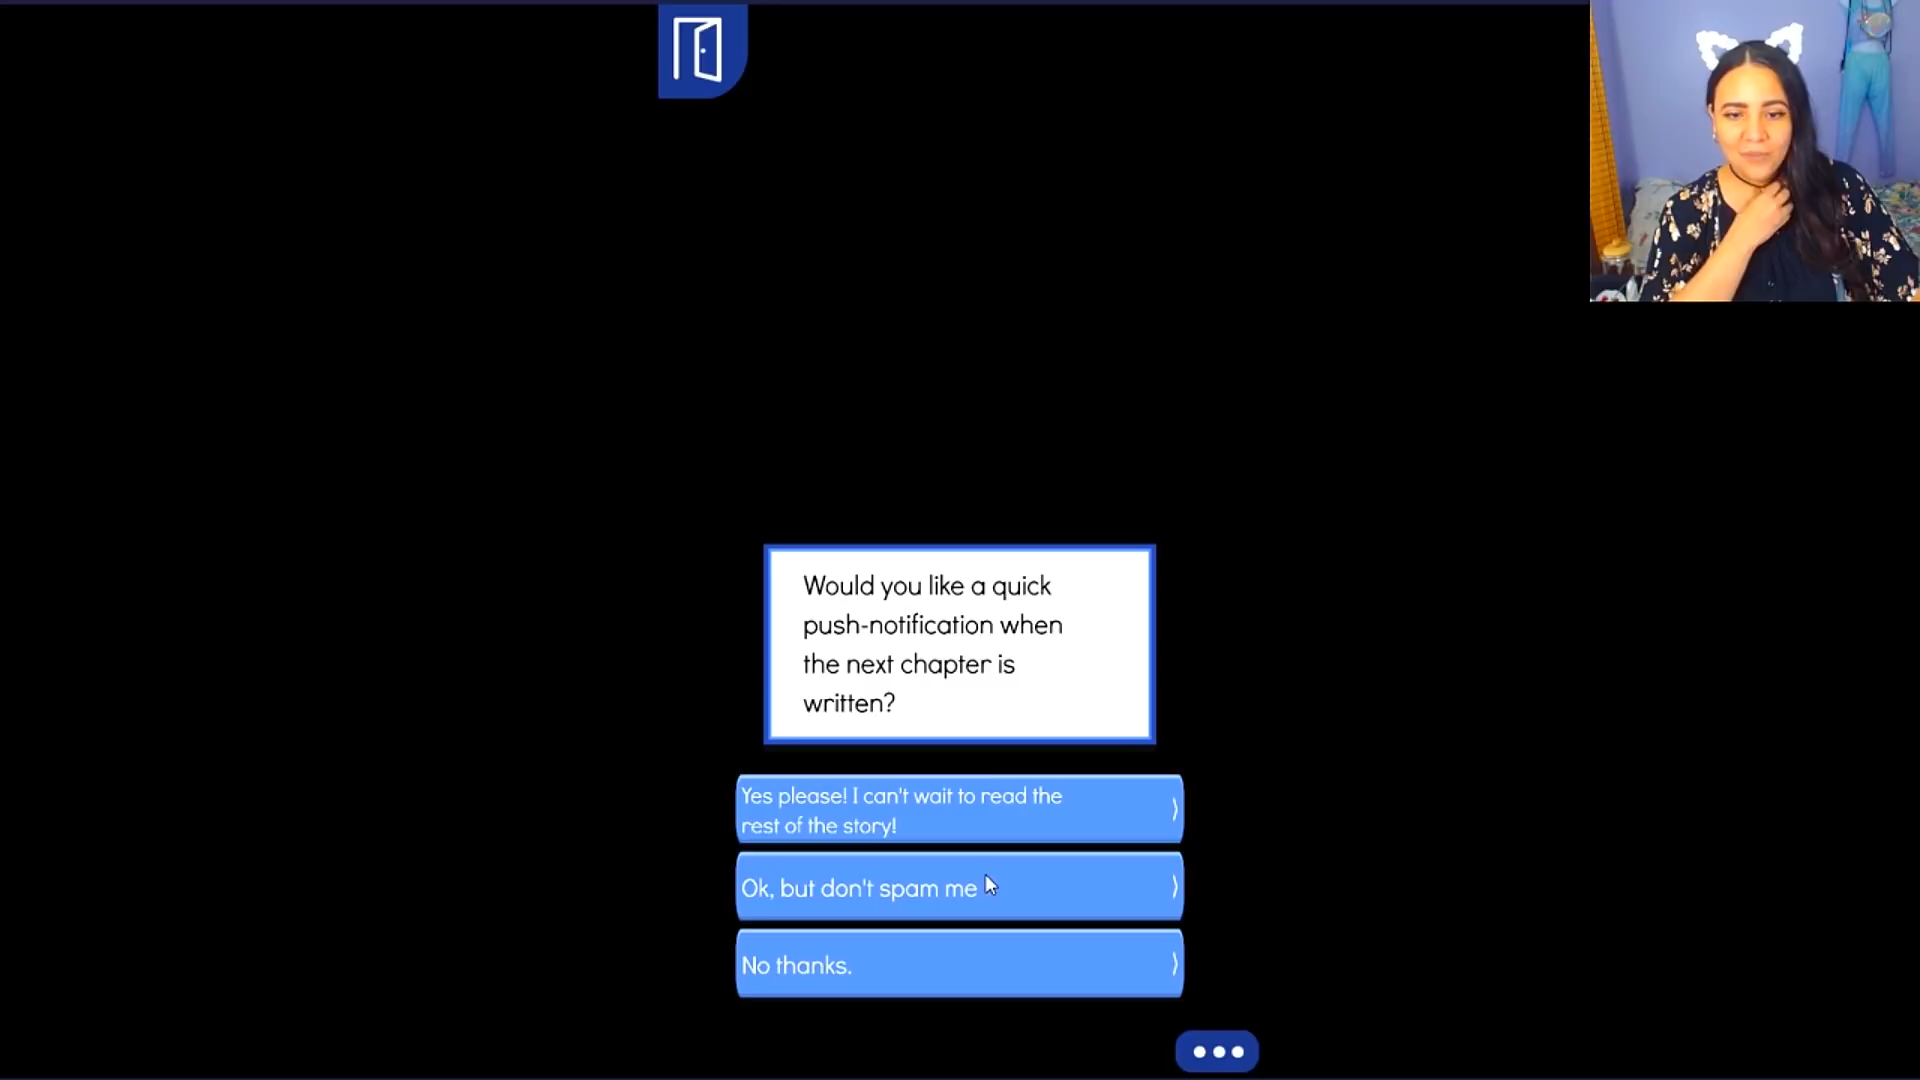 Would you like a quick
push-notification when
the next chapter is
written?
Yes please! I can't wait to read the
rest of the story!
Ok, but don't spam me
No thanks.